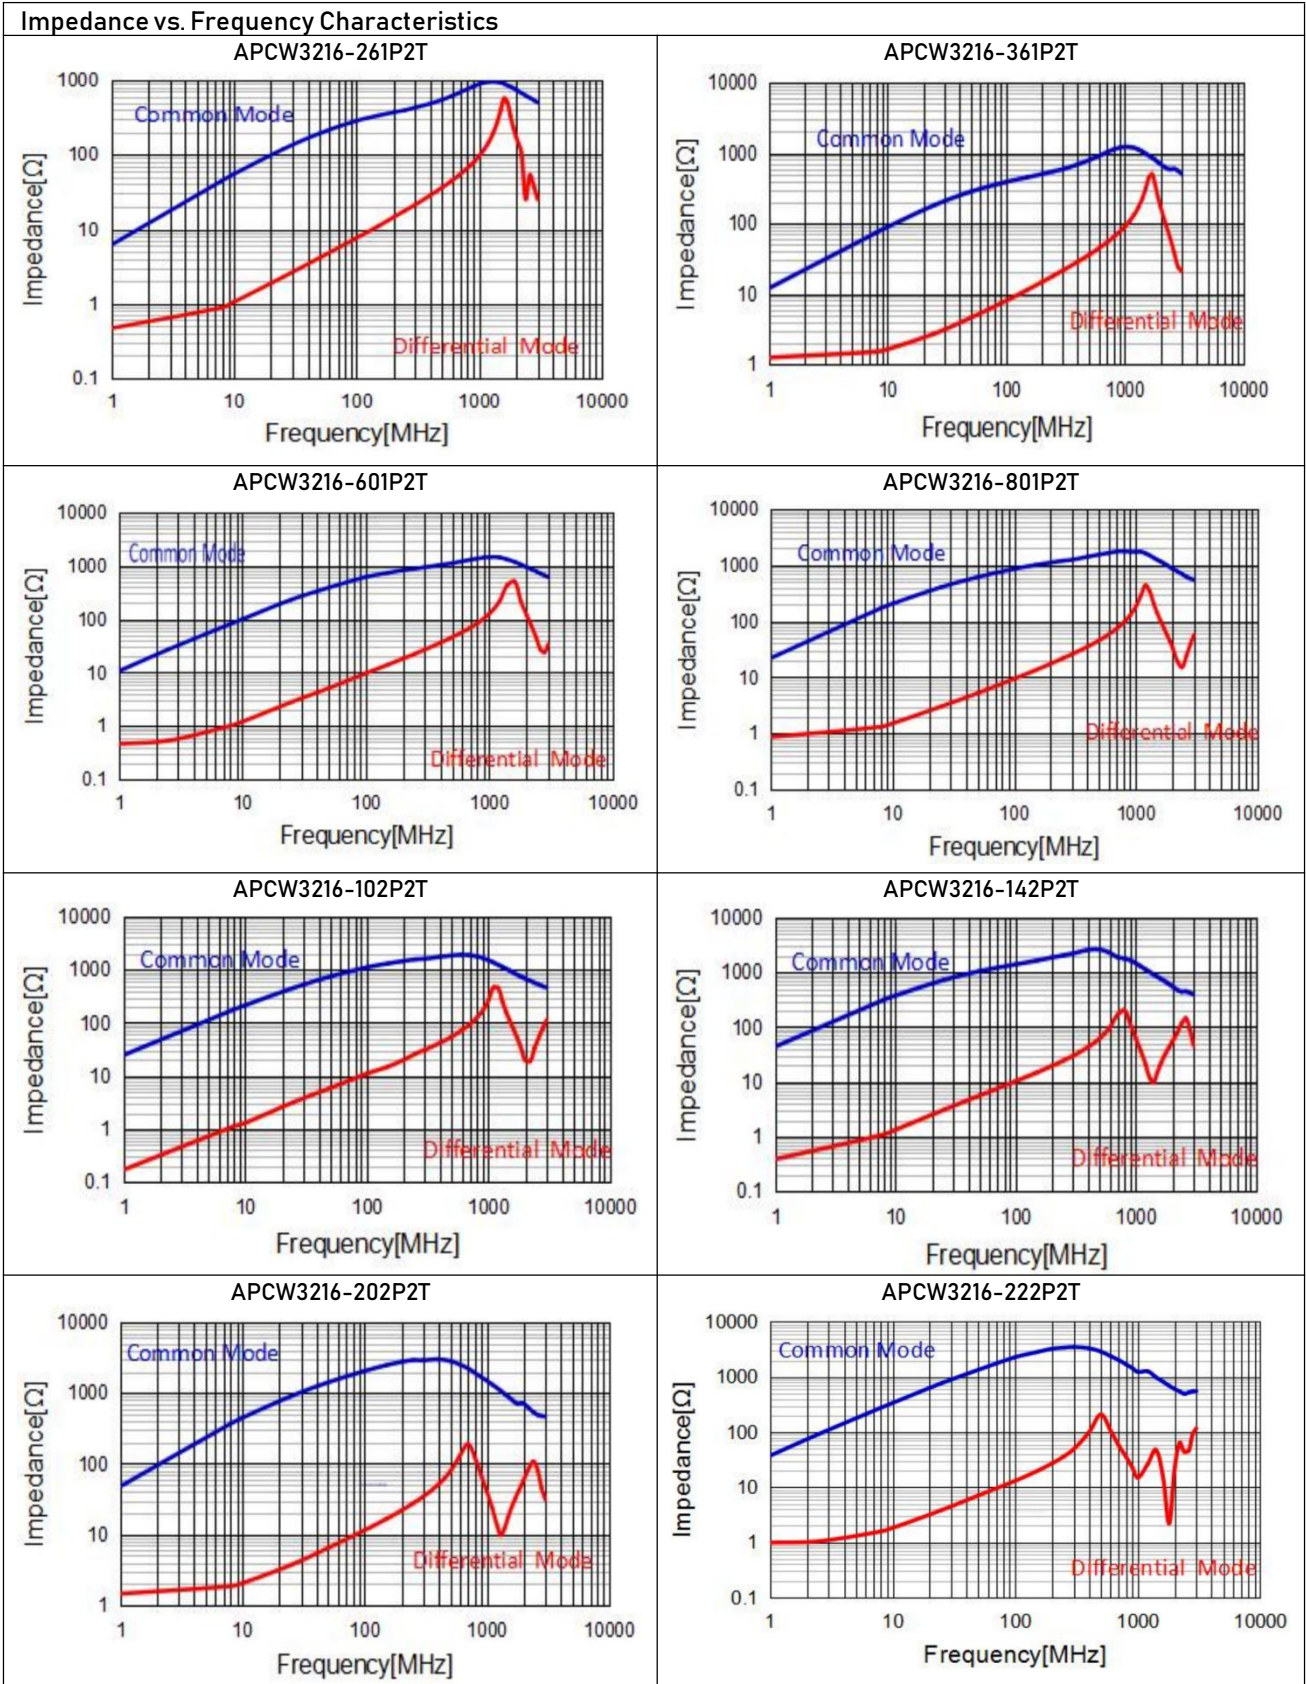 Impedance vs. Frequency Characteristics
APCW3216-261P2T
1000
100
10
1
0.1
Impedance[Ω]
Common Mode
Differential Mode
1 10 100 1000 10000
Frequency[MHz]
APCW3216-361P2T
10000
1000
100
10
1
Impedance[Ω]
Common Mode
Differential Mode
1 10 100 1000 10000
Frequency[MHz]
APCW3216-601P2T
10000
1000
100
10
1
0.1
Impedance[Ω]
Common Mode
Differential Mode
1 10 100 1000 10000
Frequency[MHz]
APCW3216-801P2T
10000
1000
100
10
1
0.1
Impedance[Ω]
Common Mode
Differential Mode
1 10 100 1000 10000
Frequency[MHz]
APCW3216-102P2T
10000
1000
100
10
1
0.1
Impedance[Ω]
Common Mode
Differential Mode
1 10 100 1000 10000
Frequency[MHz]
APCW3216-142P2T
10000
1000
100
10
1
0.1
Impedance[Ω]
Common Mode
Differential Mode
1 10 100 1000 10000
Frequency[MHz]
APCW3216-202P2T
10000
1000
100
10
1
Impedance[Ω]
Common Mode
Differential Mode
1 10 100 1000 10000
Frequency[MHz]
APCW3216-222P2T
10000
1000
100
10
1
0.1
Impedance[Ω]
Common Mode
Differential Mode
1 10 100 1000 10000
Frequency[MHz]